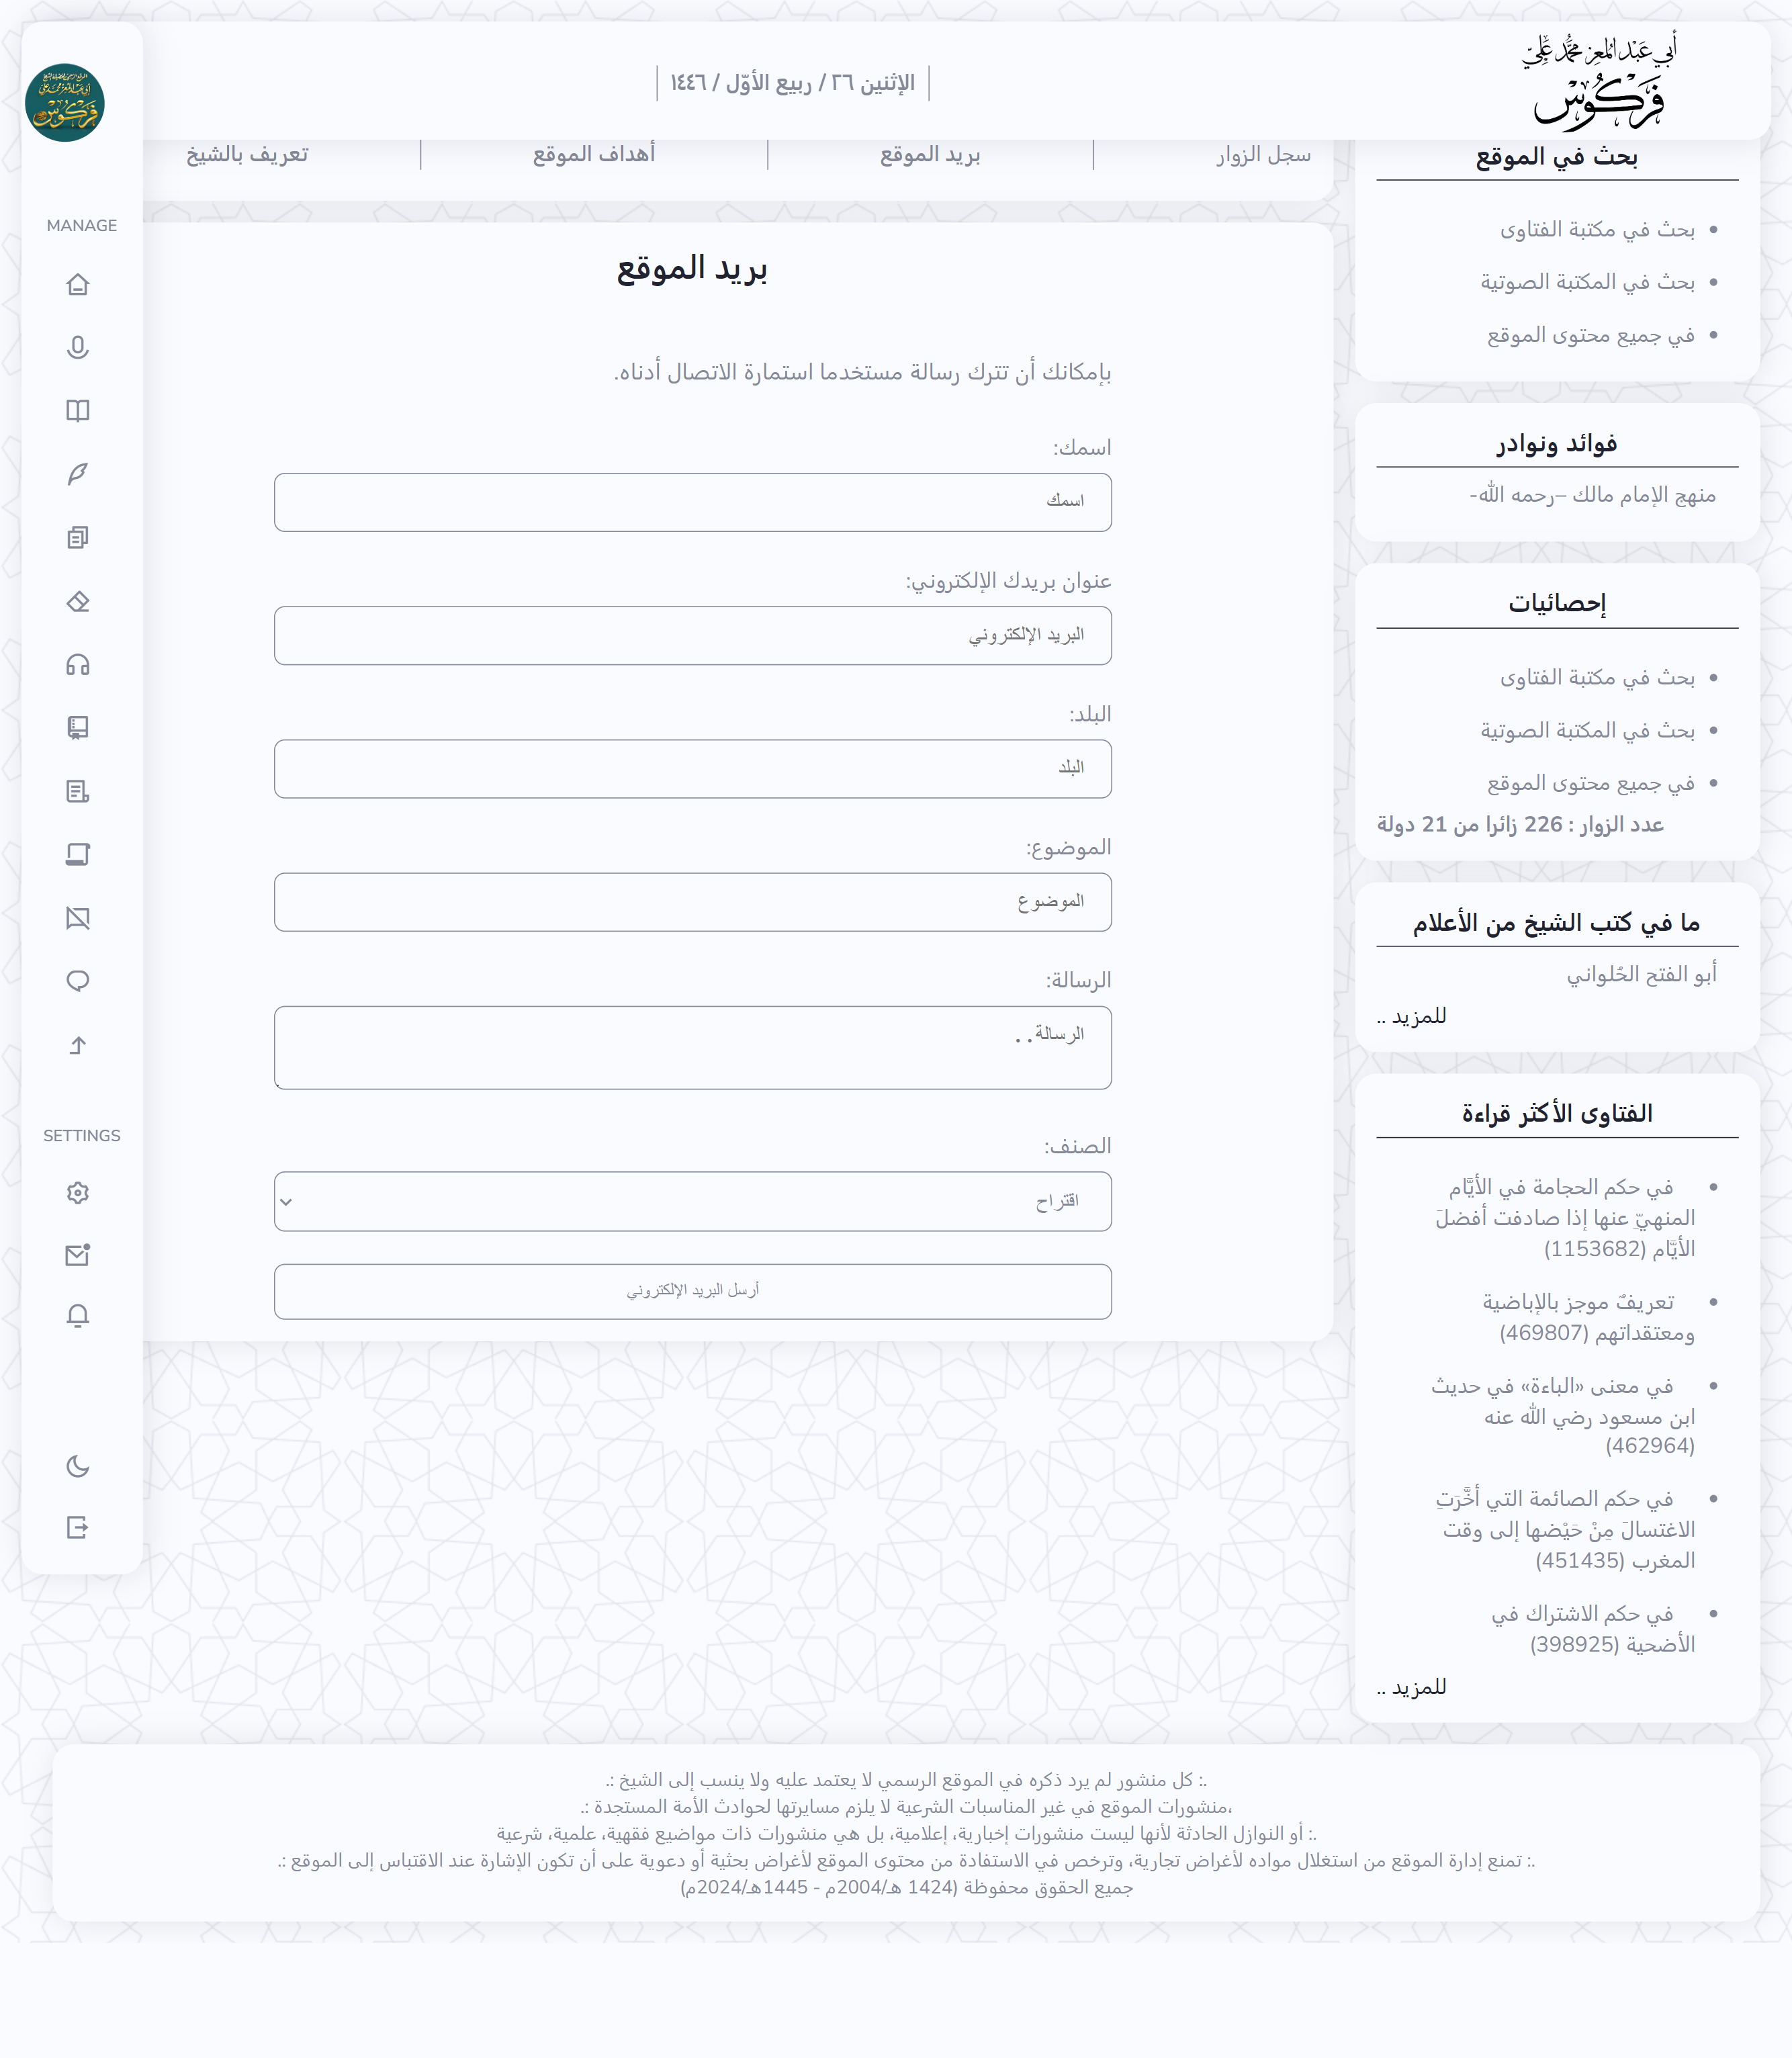 أبي عبد المعز محمد علي
فركوس
الإثنين ٢٦ / ربيع الأوّل / ١٤٤٦
سجل الزوار
بريد الموقع
أهداف الموقع
تعريف بالشيخ
بحث في الموقع
بحث في مكتبة الفتاوى
بحث في المكتبة الصوتية
في جميع محتوى الموقع
فوائد ونوادر
منهج الإمام مالك –رحمه الله-
إحصائيات
بحث في مكتبة الفتاوى
بحث في المكتبة الصوتية
في جميع محتوى الموقع
عدد الزوار : 226 زائرا من 21 دولة
ما في كتب الشيخ من الأعلام
أبو الفتح الحُلواني
للمزيد ..
الفتاوى الأكثر قراءة
في حكم الحجامة في الأيَّام
المنهيِّ عنها إذا صادفت أفضلَ
الأيَّام (1153682)
تعريفٌ موجز بالإباضية
ومعتقداتهم (469807)
في معنى «الباءة» في حديث
ابن مسعود رضي الله عنه
(462964)
في حكم الصائمة التي أخَّرَتِ
الاغتسالَ مِنْ حَيْضها إلى وقت
المغرب (451435)
في حكم الاشتراك في
الأضحية (398925)
للمزيد ..
بريد الموقع
بإمكانك أن تترك رسالة مستخدما استمارة الاتصال أدناه.
اسمك:
اسمك
عنوان بريدك الإلكتروني:
البريد الإلكتروني
البلد:
البلد
الموضوع:
الموضوع
الرسالة:
الرسالة..
الصنف:
اقتراح
أرسل البريد الإلكتروني
MANAGE
SETTINGS
.: كل منشور لم يرد ذكره في الموقع الرسمي لا يعتمد عليه ولا ينسب إلى الشيخ :.
،منشورات الموقع في غير المناسبات الشرعية لا يلزم مسايرتها لحوادث الأمة المستجدة :.
.: أو النوازل الحادثة لأنها ليست منشورات إخبارية، إعلامية، بل هي منشورات ذات مواضيع فقهية، علمية، شرعية
.: تمنع إدارة الموقع من استغلال مواده لأغراض تجارية، وترخص في الاستفادة من محتوى الموقع لأغراض بحثية أو دعوية على أن تكون الإشارة عند الاقتباس إلى الموقع :.
جميع الحقوق محفوظة (1424 هـ/2004م - 1445هـ/2024م)